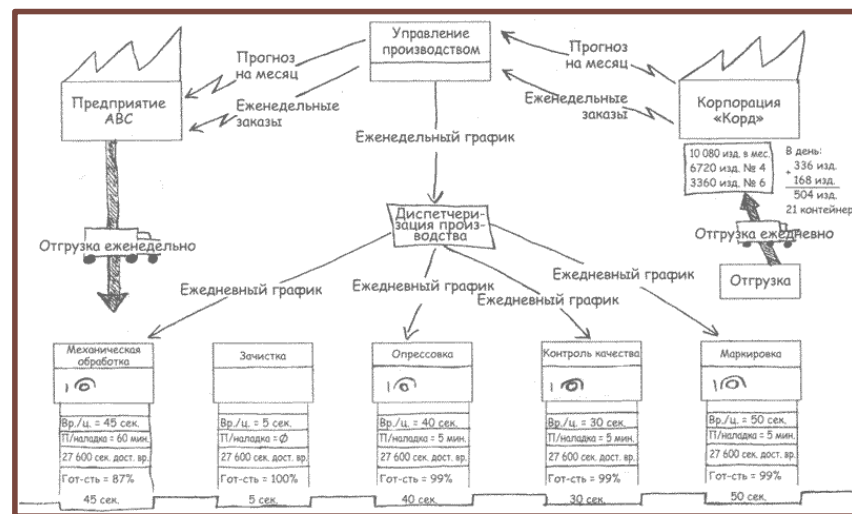 Управление
производством
Прогноз
на месяц
Прогноз
на месяц
Предприятие
АВС
Еженедельные
заказы
Еженедельные
заказы
Корпорация
«Корд»
Еженедельный график
10 080 изд. в мес.
6720 изд. № 4
3360 изд. № 6
В день:
336 изд.
+
168 изд.
504 изд.
21 контейнер
Диспетчери-
зация произ-
водства
Отгрузка еженедельно
Отгрузка ежедневно
Отгрузка
Ежедневный график
Ежедневный график
Ежедневный график
Ежедневный график
Механическая
обработка
Вр./ц. = 45 сек.
П/наладка = 60 мин.
27 600 сек. дост. вр.
Гот-сть = 87%
45 сек.
Зачистка
Вр./ц. = 5 сек.
П/наладка = Ø
27 600 сек. дост. вр.
Гот-сть = 100%
5 сек.
Опрессовка
Вр./ц. = 40 сек.
П/наладка = 5 мин.
27 600 сек. дост. вр.
Гот-сть = 99%
40 сек.
Контроль качества
Вр./ц. = 30 сек.
П/наладка = 5 мин.
27 600 сек. дост. вр.
Гот-сть = 99%
30 сек.
Маркировка
Вр./ц. = 50 сек.
П/наладка = 5 мин.
27 600 сек. дост. вр.
Гот-сть = 99%
50 сек.